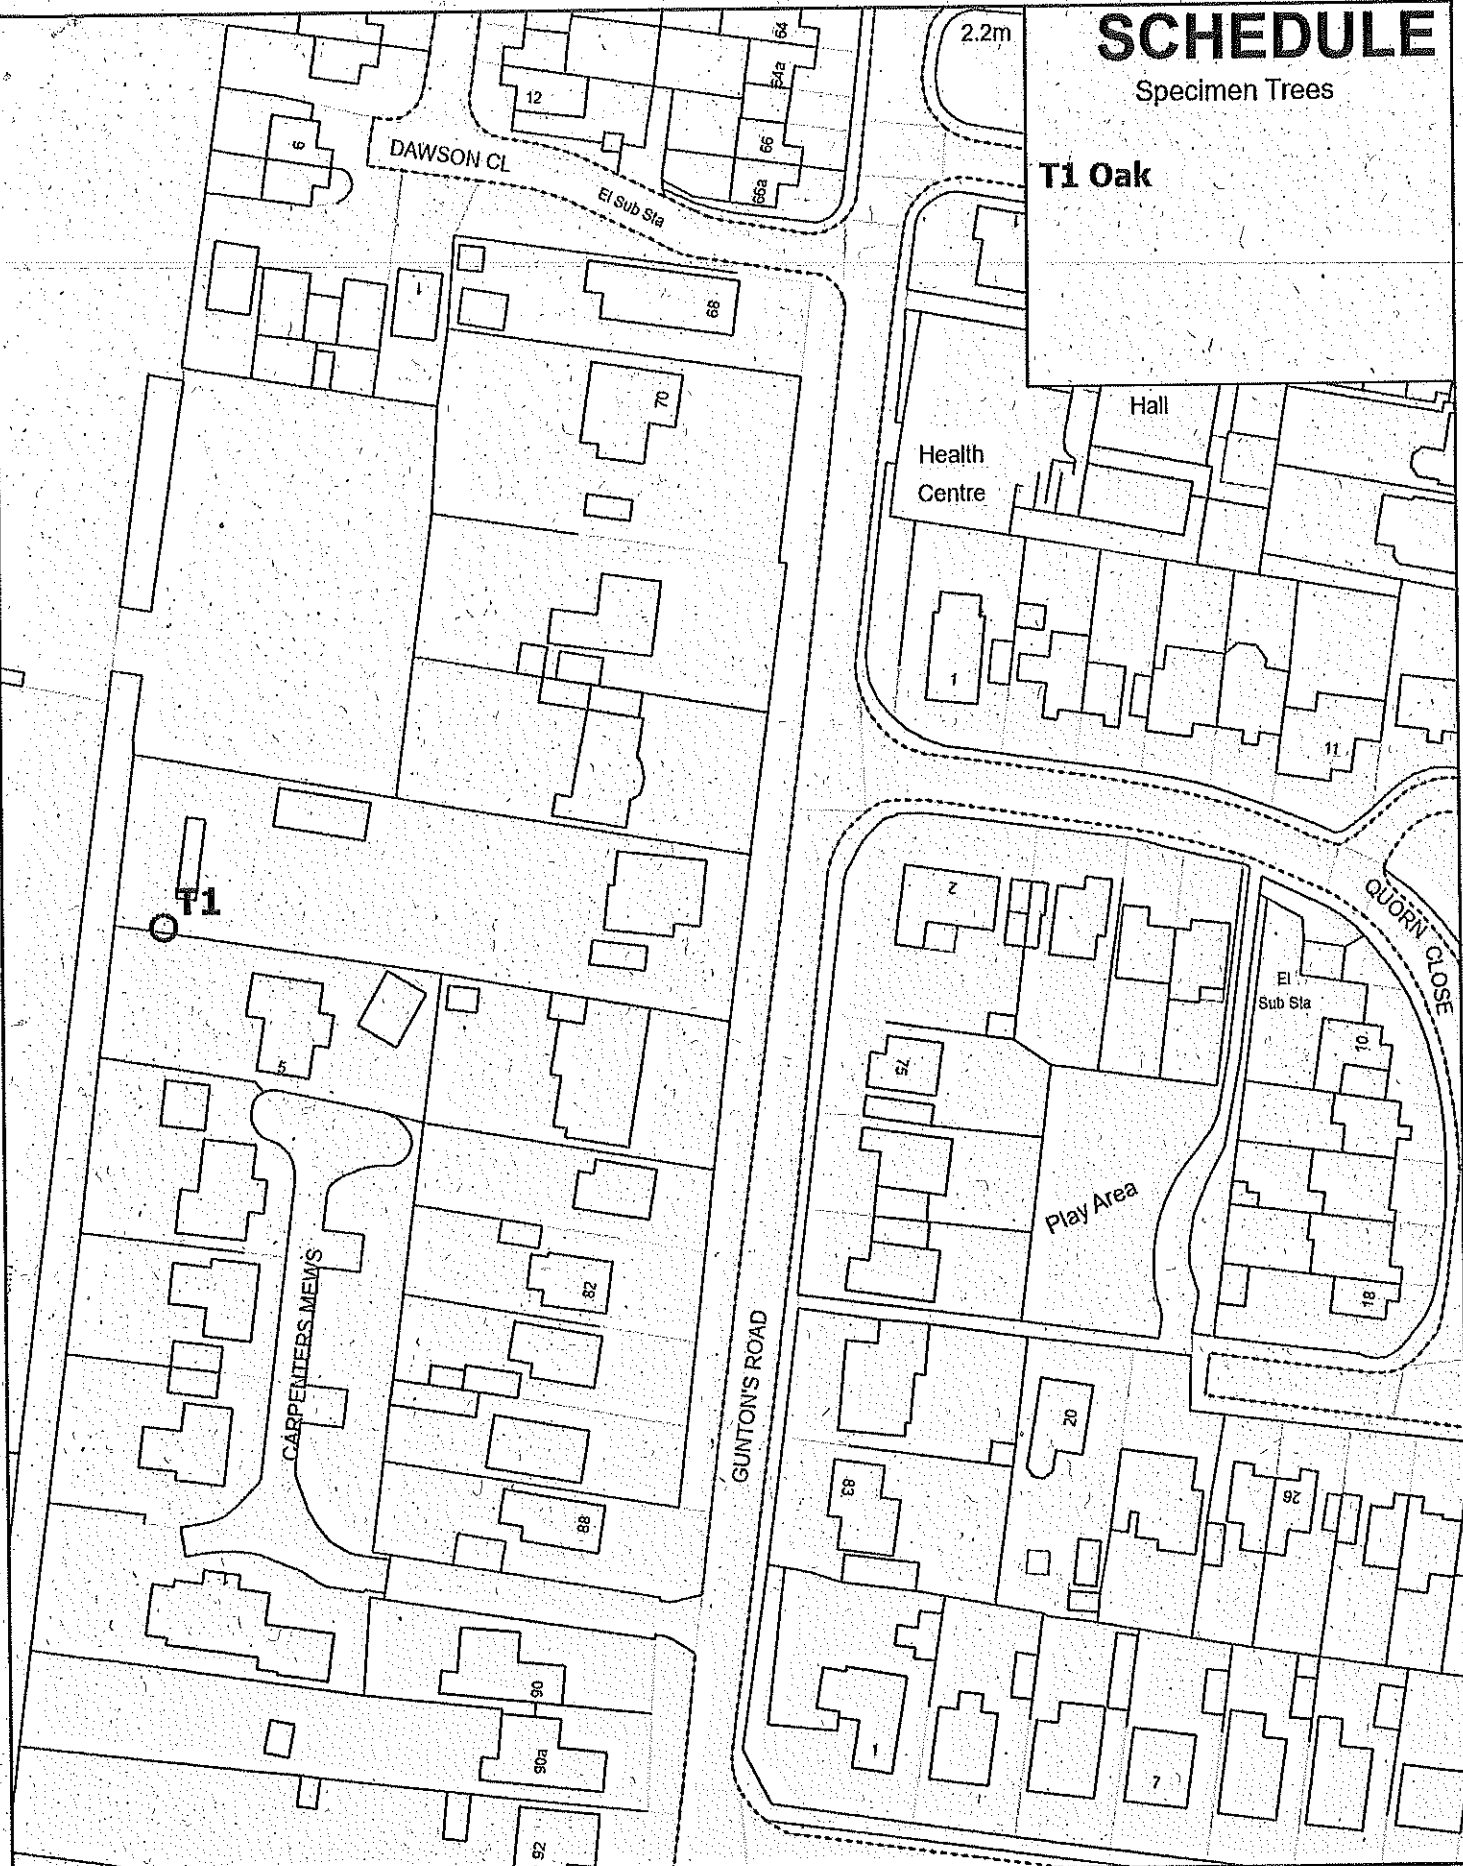 SCHEDULE
Specimen Trees
T1 Oak
2.2m
64
64a
12
66
66a
DAWSON CL
El Sub Sta
6
1
1
68
70
Hall
Health
Centre
1
11
T1
2
QUORN CLOSE
El
Sub Sta
10
75
5
Play Area
82
18
CARPENTERS MEWS
GUNTON'S ROAD
20
83
26
88
90
90a
1
7
92